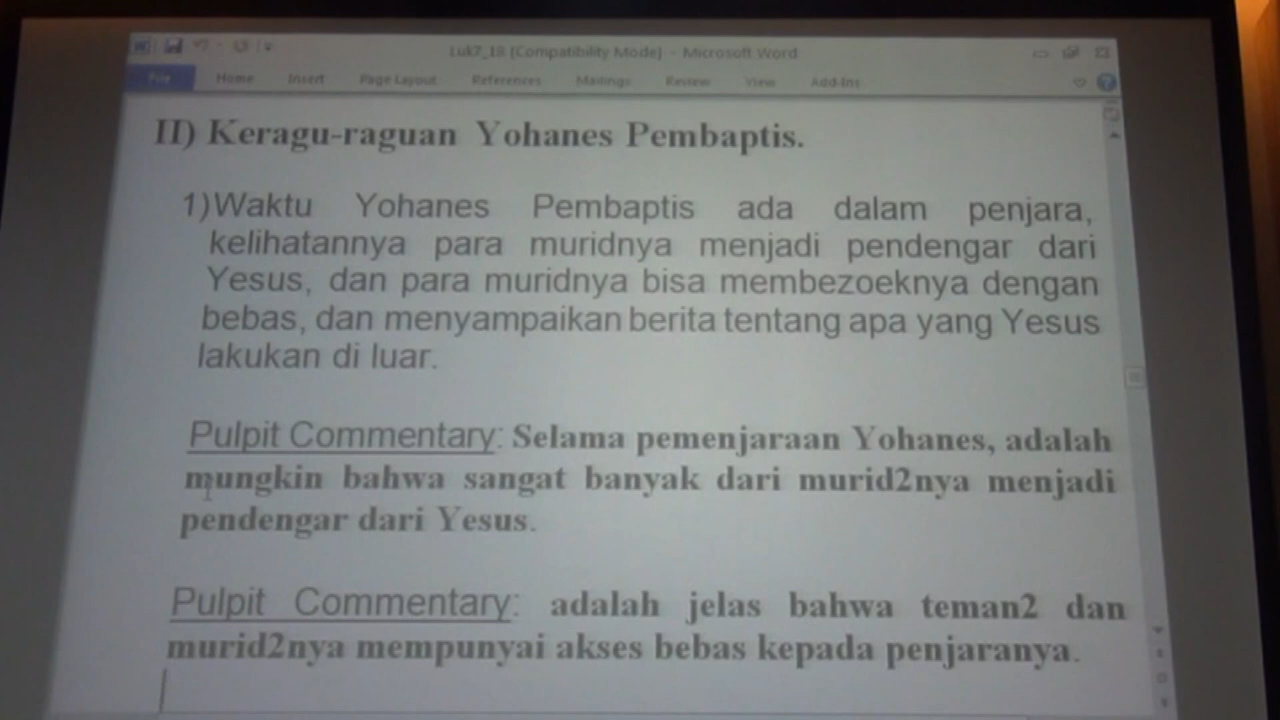 Luk7_18 [Compatibility Mode] - Microsoft Word
File Home Insert Page Layout References Mailings Review View Add-Ins
II) Keragu-raguan Yohanes Pembaptis.
1)Waktu Yohanes Pembaptis ada dalam penjara,
kelihatannya para muridnya menjadi pendengar dari
Yesus, dan para muridnya bisa membezoeknya dengan
bebas, dan menyampaikan berita tentang apa yang Yesus
lakukan di luar.
Pulpit Commentary: Selama pemenjaraan Yohanes, adalah
mungkin bahwa sangat banyak dari murid2nya menjadi
pendengar dari Yesus.
Pulpit Commentary: adalah jelas bahwa teman2 dan
murid2nya mempunyai akses bebas kepada penjaranya.